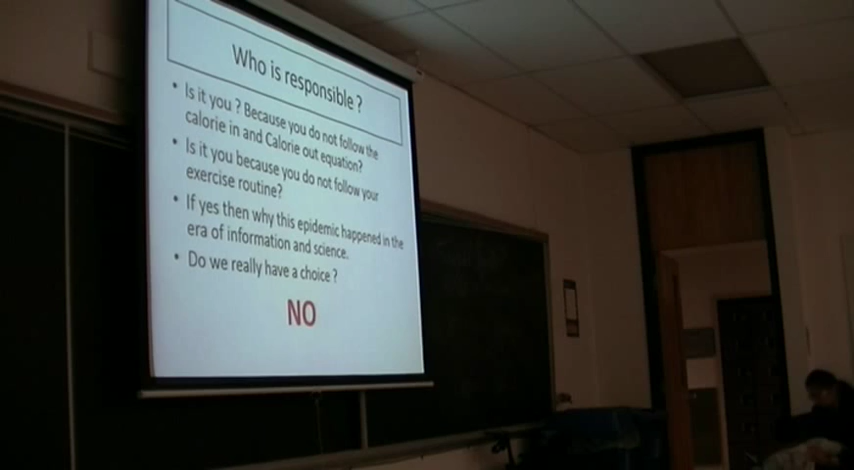 Who is responsible ?
• Is it you ? Because you do not follow the
calorie in and Calorie out equation?
• Is it you because you do not follow your
exercise routine?
• If yes then why this epidemic happened in the
era of information and science.
• Do we really have a choice ?
NO